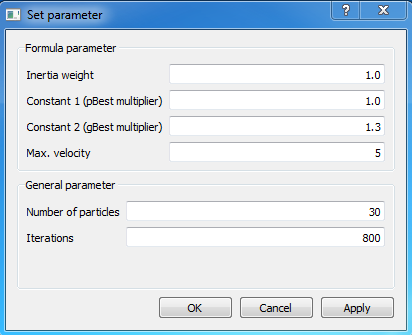 Set parameter
Formula parameter
Inertia weight 1.0
Constant 1 (pBest multiplier) 1.0
Constant 2 (gBest multiplier) 1.3
Max. velocity 5
General parameter
Number of particles 30
Iterations 800
OK Cancel Apply